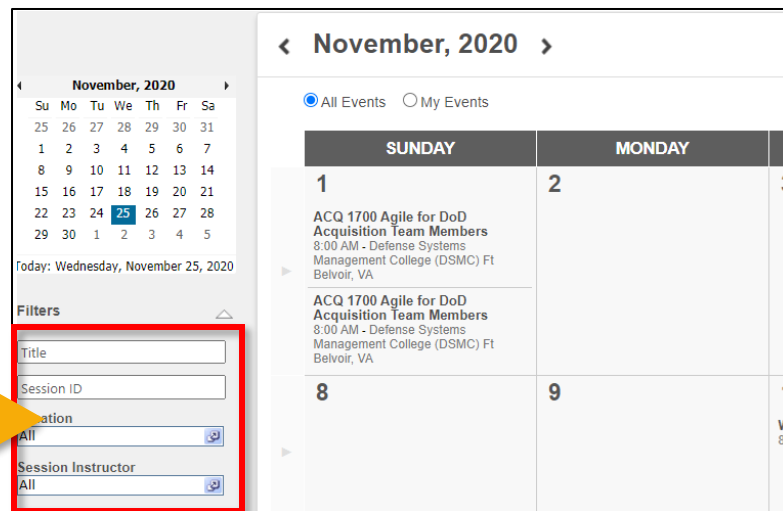 November, 2020
Su Mo Tu We Th Fr Sa
25 26 27 28 29 30 31
1 2 3 4 5 6 7
8 9 10 11 12 13 14
15 16 17 18 19 20 21
22 23 24 25 26 27 28
29 30 1 2 3 4 5
Today: Wednesday, November 25, 2020
Filters
Title
Session ID
All
Session Instructor
All
November, 2020
All Events My Events
SUNDAY MONDAY
1 2
ACQ 1700 Agile for DoD
Acquisition Team Members
8:00 AM - Defense Systems
Management College (DSMC) Ft
Belvoir, VA
ACQ 1700 Agile for DoD
Acquisition Team Members
8:00 AM - Defense Systems
Management College (DSMC) Ft
Belvoir, VA
8 9